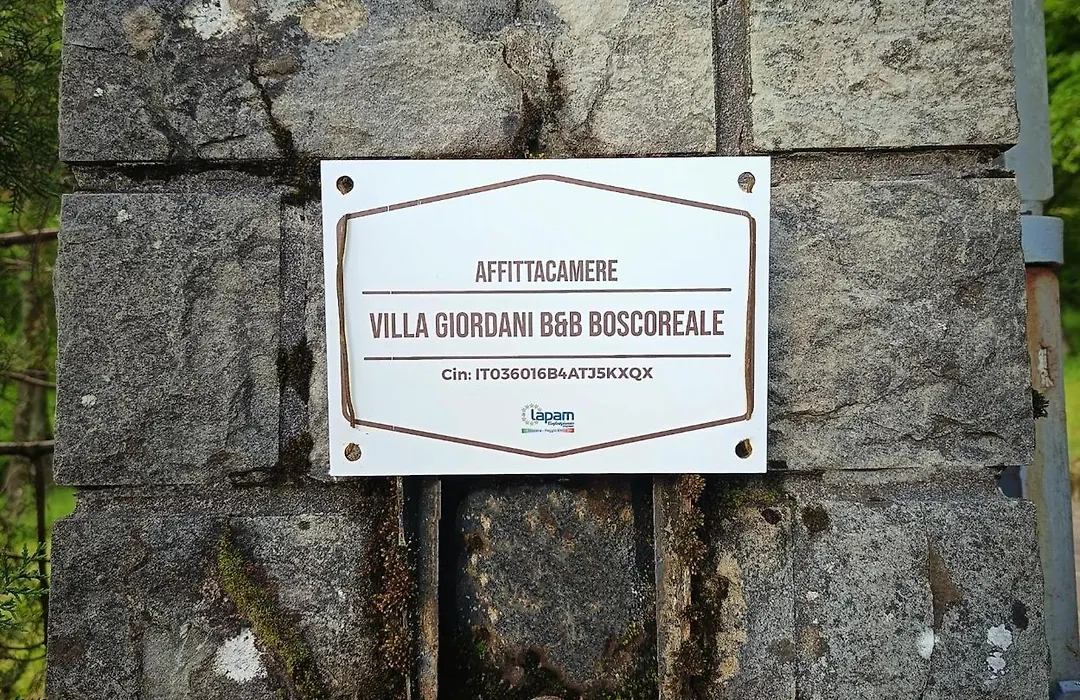 AFFITTACAMERE
VILLA GIORDANI B&B BOSCOREALE
Cin: IT036016B4ATJ5KXQX
lapam